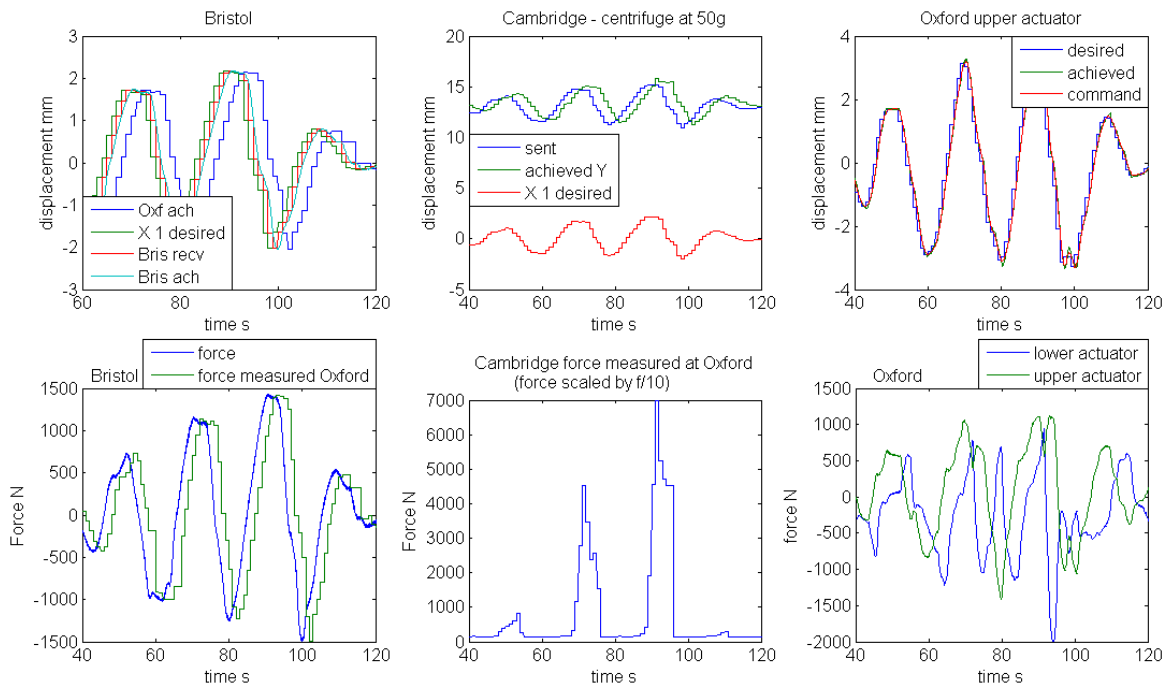 Bristol
3
2
1
0
-1
-2
-3
displacement mm
Oxf ach
X 1 desired
Bris recv
Bris ach
60 80 100 120
time s
Cambridge - centrifuge at 50g
20
15
10
5
0
-5
displacement mm
sent
achieved Y
X 1 desired
40 60 80 100 120
time s
Oxford upper actuator
4
2
0
-2
-4
displacement mm
desired
achieved
command
40 60 80 100 120
time s
force
force measured Oxford
Bristol
1500
1000
500
0
-500
-1000
-1500
Force N
40 60 80 100 120
time s
Cambridge force measured at Oxford
(force scaled by f/10)
7000
6000
5000
4000
3000
2000
1000
0
Force N
40 60 80 100 120
time s
lower actuator
upper actuator
Oxford
1500
1000
500
0
-500
-1000
-1500
-2000
force N
40 60 80 100 120
time s